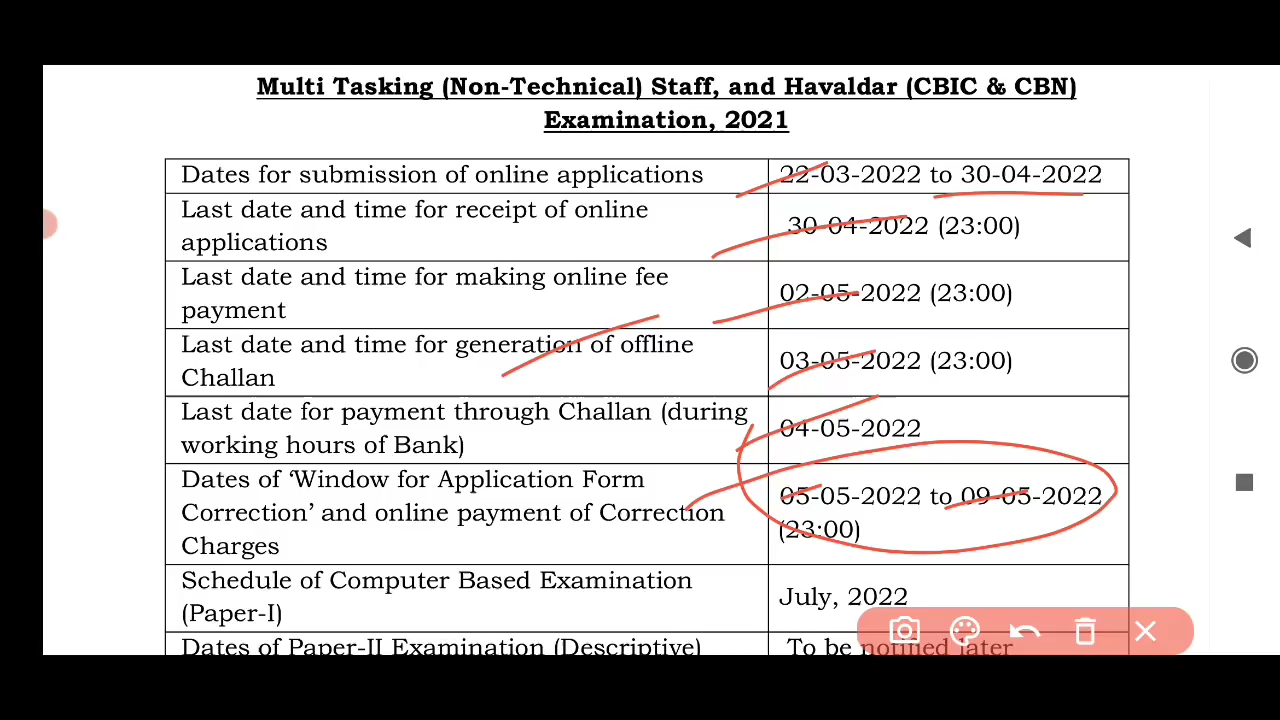 Multi Tasking (Non-Technical) Staff, and Havaldar (CBIC & CBN)
Examination, 2021
Dates for submission of online applications
22-03-2022 to 30-04-2022
Last date and time for receipt of online
applications
30-04-2022 (23:00)
Last date and time for making online fee
payment
02-05-2022 (23:00)
Last date and time for generation of offline
Challan
03-05-2022 (23:00)
Last date for payment through Challan (during
working hours of Bank)
04-05-2022
Dates of ‘Window for Application Form
Correction’ and online payment of Correction
Charges
05-05-2022 to 09-05-2022
(23:00)
Schedule of Computer Based Examination
(Paper-I)
July, 2022
Dates of Paper-II Examination (Descriptive)
To be notified later